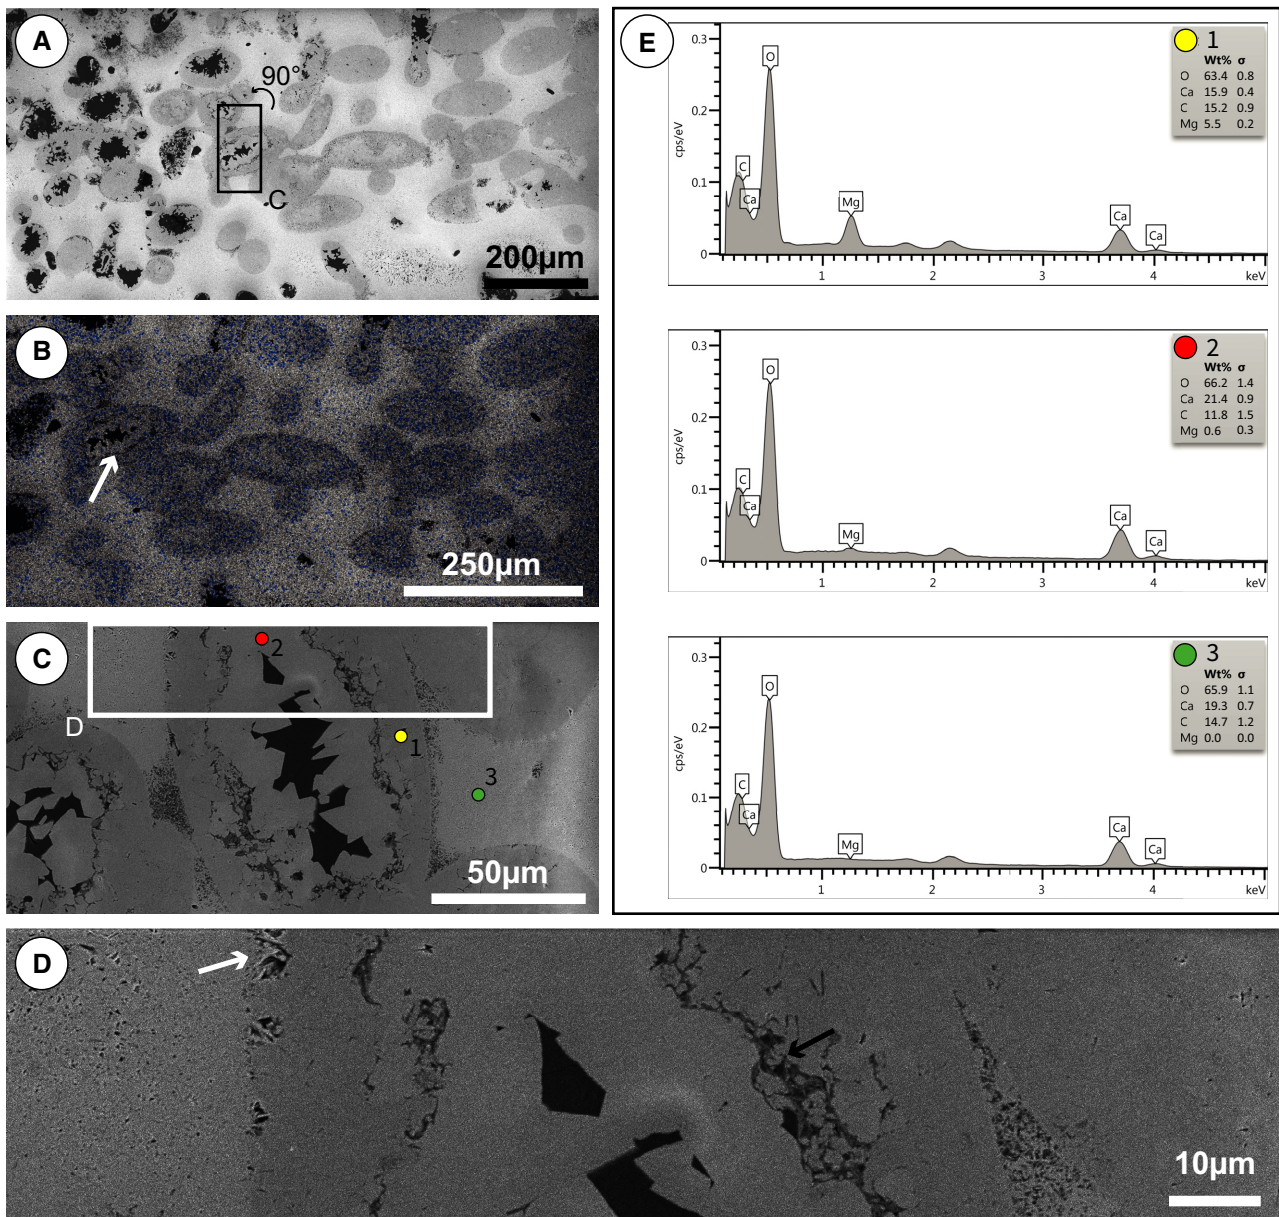 A
90°
C
200µm
B
250µm
C
2
D
1
3
50µm
D
10µm
E
cps/eV
0.3
0.2
0.1
0
C
Ca
O
Mg
Ca
Ca
1
2
3
4
keV
1
Wt% σ
O 63.4 0.8
Ca 15.9 0.4
C 15.2 0.9
Mg 5.5 0.2
cps/eV
0.3
0.2
0.1
0
C
Ca
O
Mg
Ca
Ca
1
2
3
4
keV
2
Wt% σ
O 66.2 1.4
Ca 21.4 0.9
C 11.8 1.5
Mg 0.6 0.3
cps/eV
0.3
0.2
0.1
0
C
Ca
O
Mg
Ca
Ca
1
2
3
4
keV
3
Wt% σ
O 65.9 1.1
Ca 19.3 0.7
C 14.7 1.2
Mg 0.0 0.0